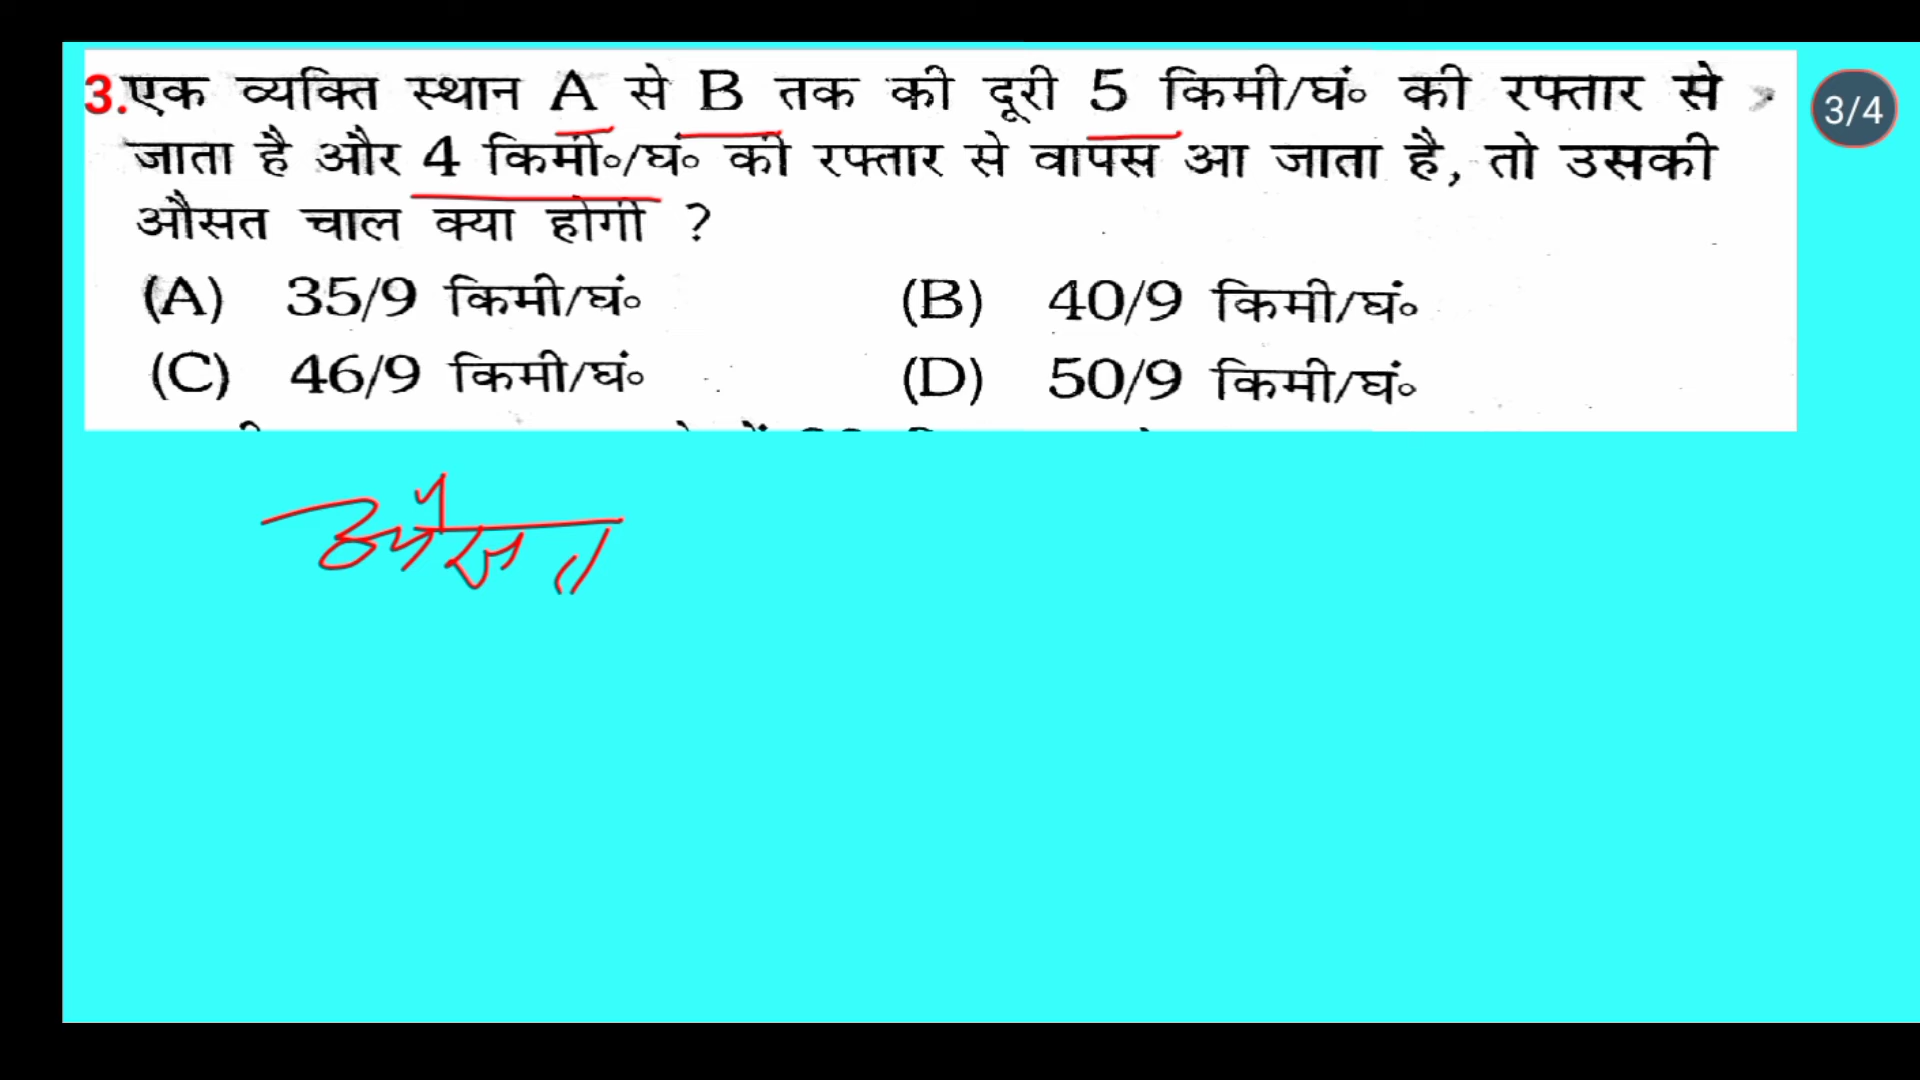 3. एक व्यक्ति स्थान A से B तक की दूरी 5 किमी/घं० की रफ्तार से
3/4
जाता है और 4 किमी०/घं० की रफ्तार से वापस आ जाता है, तो उसकी
औसत चाल क्या होगी ?
(A) 35/9 किमी/घं० (B) 40/9 किमी/घं०
(C) 46/9 किमी/घं० (D) 50/9 किमी/घं०
औसत